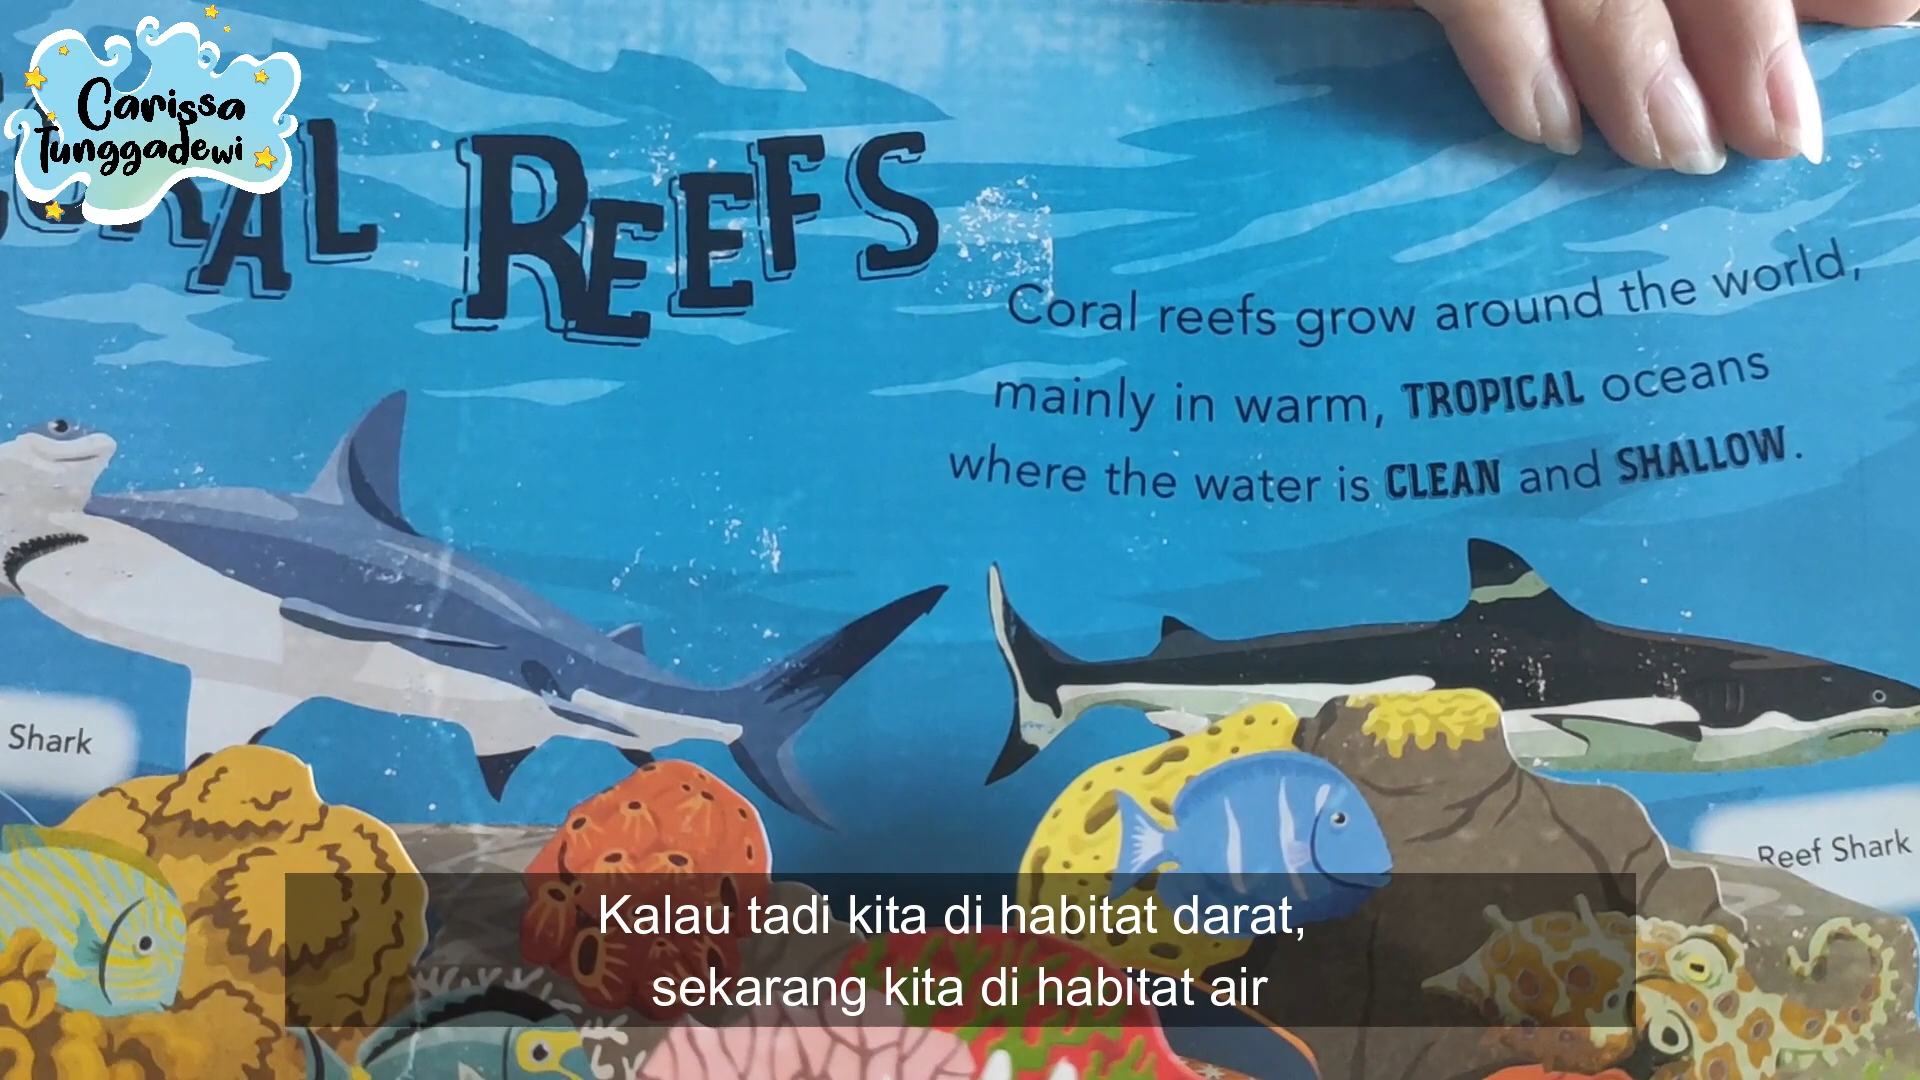 Carissa
Tunggadewi
CORAL REEFS
Coral reefs grow around the world,
mainly in warm, TROPICAL oceans
where the water is CLEAN and SHALLOW.
Shark
Reef Shark
Kalau tadi kita di habitat darat,
sekarang kita di habitat air